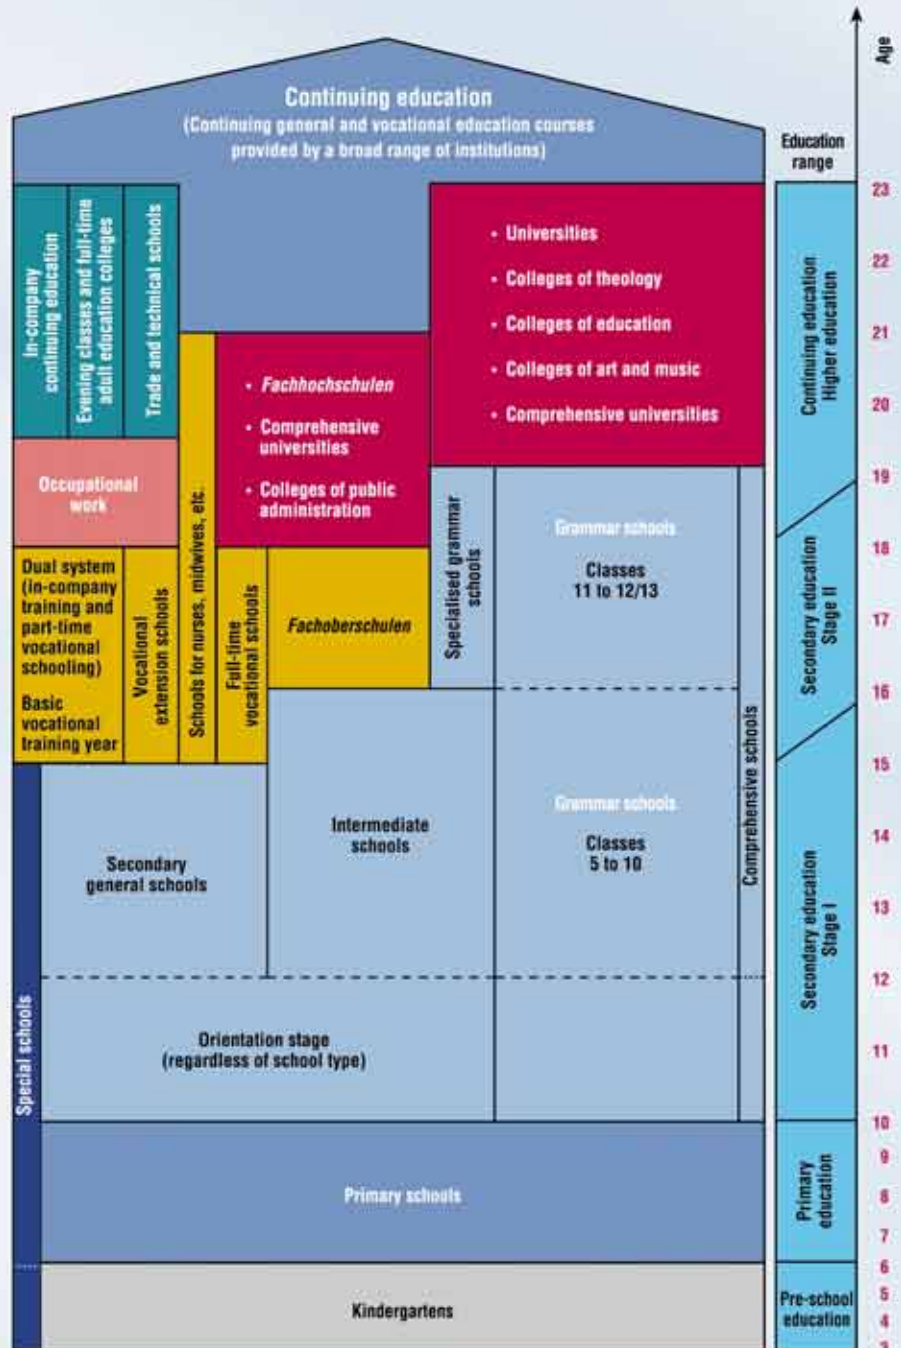 Age
Continuing education
(Continuing general and vocational education courses
provided by a broad range of institutions)
Education
range
In-company
continuing education
Evening classes and full-time
adult education colleges
Trade and technical schools
• Universities
• Colleges of theology
• Colleges of education
• Colleges of art and music
• Comprehensive universities
• Fachhochschulen
• Comprehensive
universities
• Colleges of public
administration
Occupational
work
Dual system
(in-company
training and
part-time
vocational
schooling)
Basic
vocational
training year
Vocational
extension schools
Schools for nurses, midwives, etc.
Full-time
vocational schools
Fachoberschulen
Specialised grammar
schools
Grammar schools
Classes
11 to 12/13
Comprehensive schools
Secondary
general schools
Intermediate
schools
Grammar schools
Classes
5 to 10
Orientation stage
(regardless of school type)
Special schools
Primary schools
Kindergartens
Continuing education
Higher education
Secondary education
Stage II
Secondary education
Stage I
Primary
education
Pre-school
education
23
22
21
20
19
18
17
16
15
14
13
12
11
10
9
8
7
6
5
4